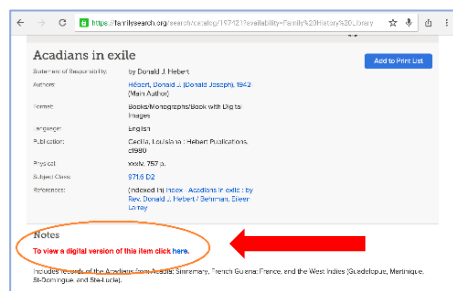 https://familysearch.org/search/catalog/197421?availability=Family%20History%20Library
Acadians in exile
Add to Print List
Statement of Responsibility: by Donald J. Hebert
Authors: Hébert, Donald J. (Donald Joseph), 1942
(Main Author)
Format: Books/Monographs/Book with Digital
Images
Language: English
Publication: Cecilia, Louisiana : Hebert Publications,
c1980
Physical: xxxiv, 757 p.
Subject Class: 971.6 D2
References: (Indexed in) Index - Acadians in exile : by
Rev. Donald J. Hebert / Behrman, Eileen
Larrey
Notes
To view a digital version of this item click here.
Includes records of the Acadians from Acadia; Sinnamary, French Guiana; France, and the West Indies (Guadeloupe, Martinique,
St-Domingue, and Ste-Lucie).